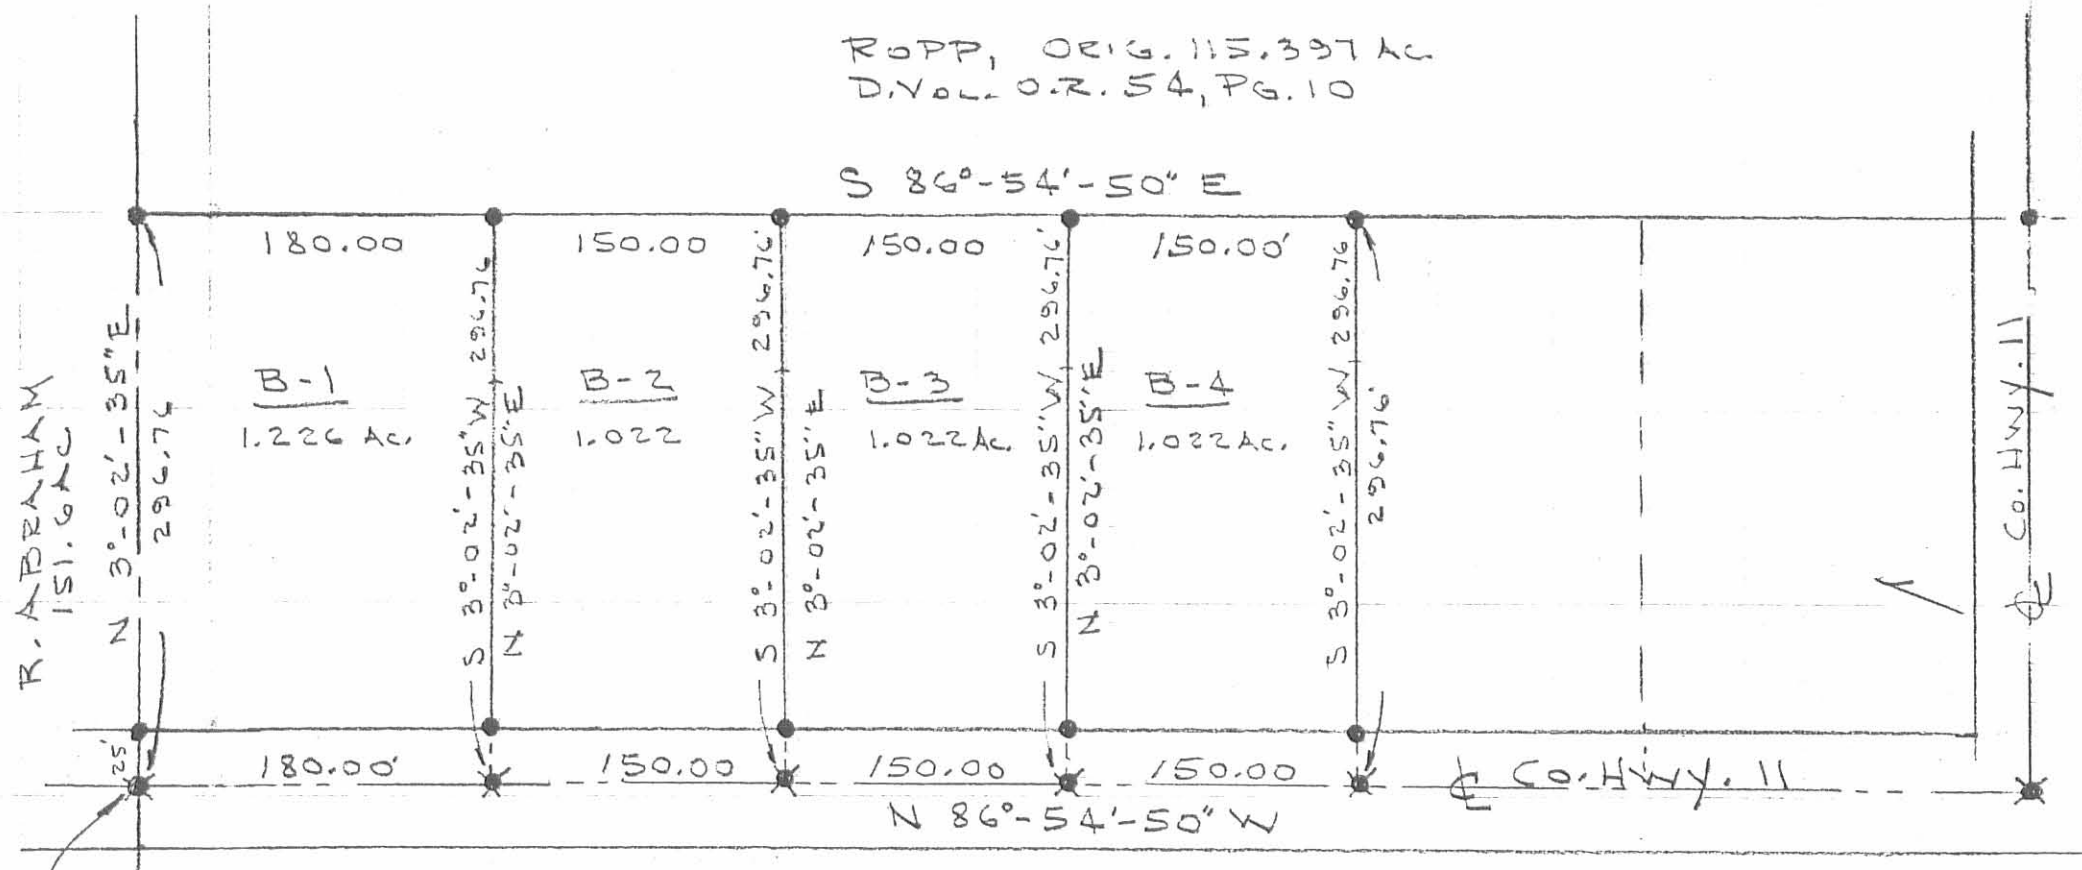 ROPP, ORIG. 115.397 AC.
D.VOL. O.R. 54, PG. 10
S 86°-54'-50" E
180.00
150.00
150.00
150.00'
R. ABRAHAM
151.6 AC
N 3°-02'-35" E
296.76
B-1
1.226 AC.
S 3°-02'-35" W 296.76
N 3°-02'-35" E
B-2
1.022
S 3°-02'-35" W 296.76'
N 3°-02'-35" E
B-3
1.022 AC.
S 3°-02'-35" W 296.76'
N 3°-02'-35" E
B-4
1.022 AC.
S 3°-02'-35" W 296.76
296.76'
CO. HWY. 11
℄
25'
180.00'
150.00
150.00
150.00
℄ CO. HWY. 11
N 86°-54'-50" W